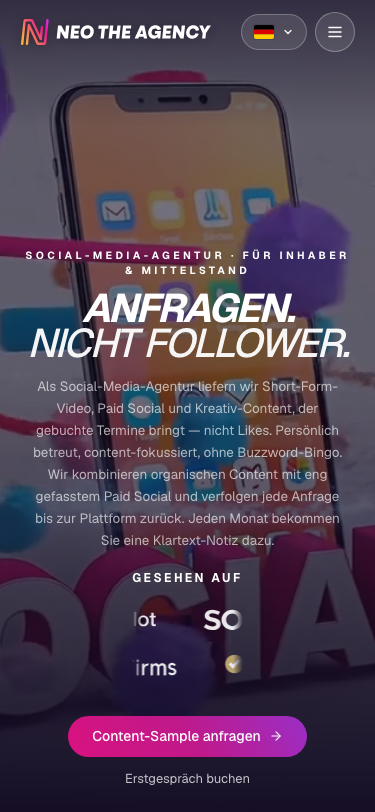 NEO THE AGENCY
SOCIAL-MEDIA-AGENTUR · FÜR INHABER
& MITTELSTAND
ANFRAGEN.
NICHT FOLLOWER.
Als Social-Media-Agentur liefern wir Short-Form-
Video, Paid Social und Kreativ-Content, der
gebuchte Termine bringt — nicht Likes. Persönlich
betreut, content-fokussiert, ohne Buzzword-Bingo.
Wir kombinieren organischen Content mit eng
gefasstem Paid Social und verfolgen jede Anfrage
bis zur Plattform zurück. Jeden Monat bekommen
Sie eine Klartext-Notiz dazu.
GESEHEN AUF
lot SO
irms
Content-Sample anfragen →
Erstgespräch buchen